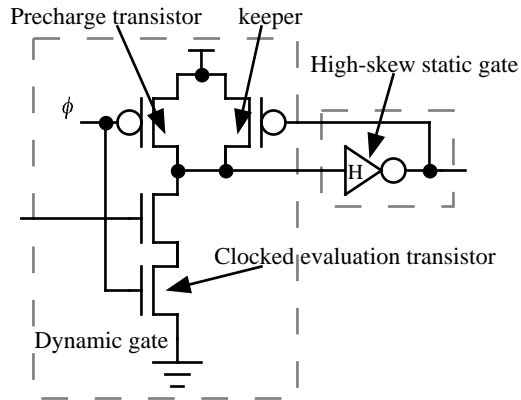 Precharge transistor
keeper
High-skew static gate
ϕ
H
Clocked evaluation transistor
Dynamic gate